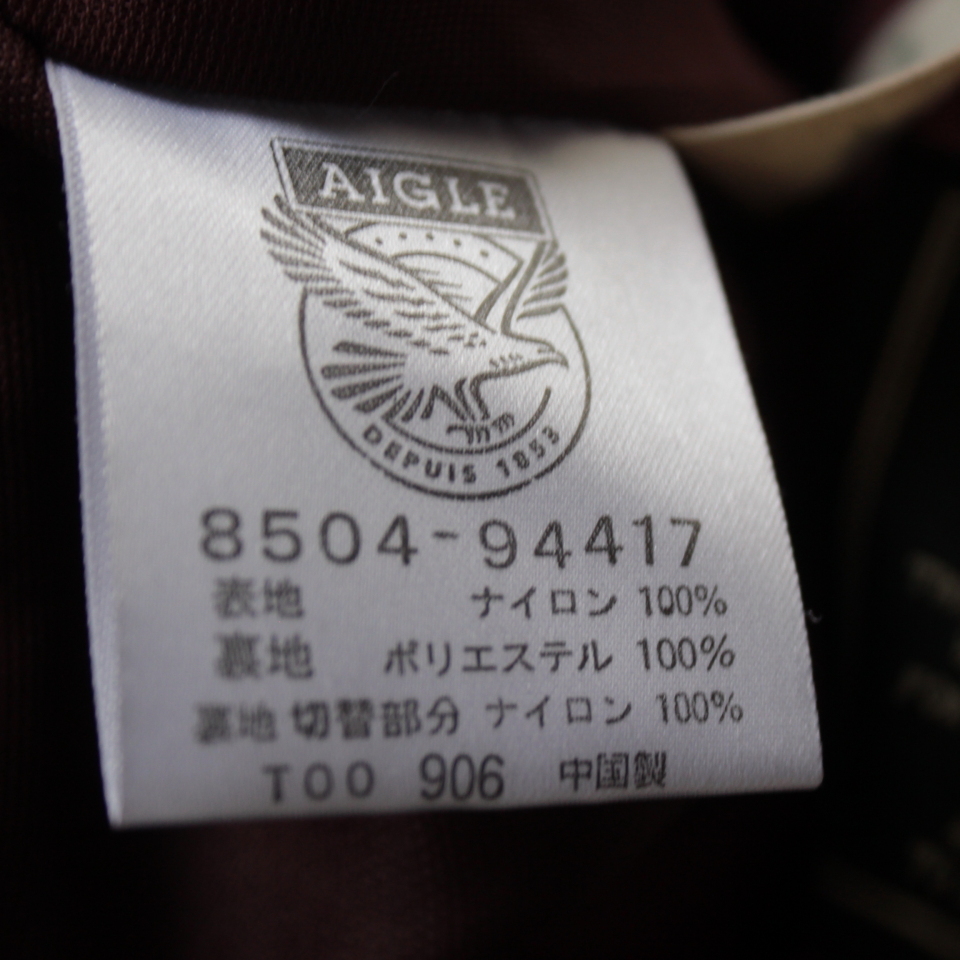 AIGLE
DEPUIS 1853
8504-94417
表地 ナイロン 100%
裏地 ポリエステル 100%
裏地 切替部分 ナイロン 100%
T00 906 中国製